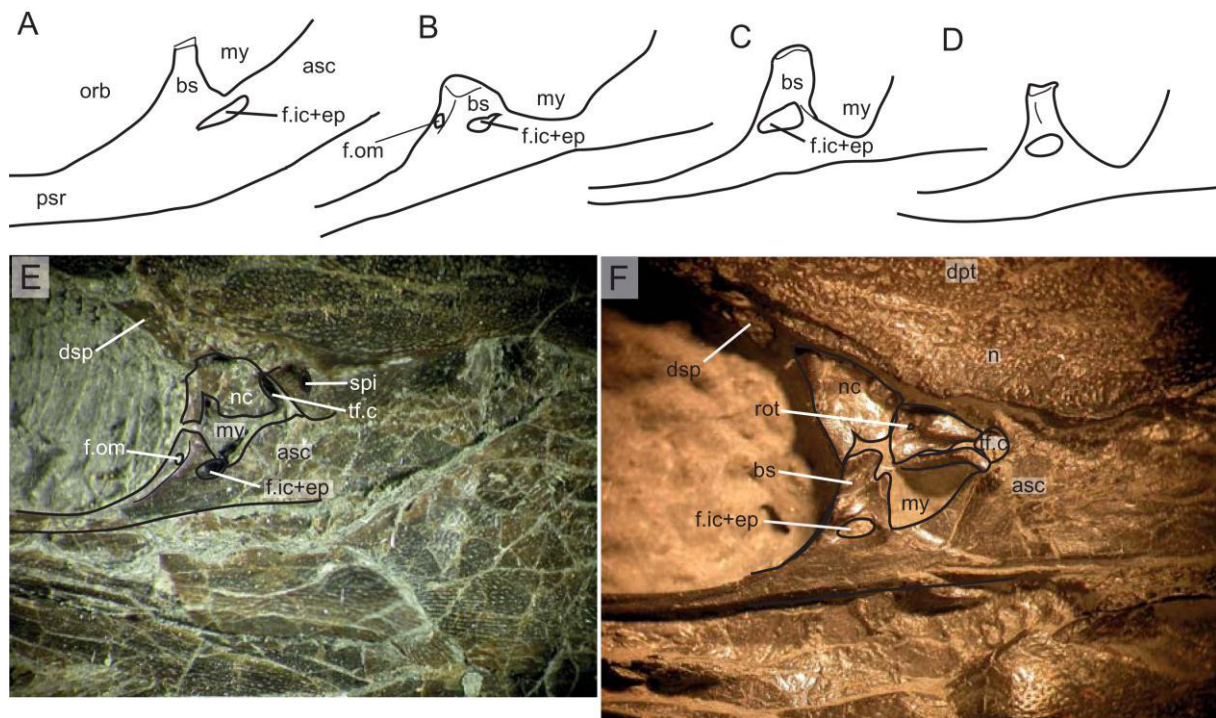 A
orb
bs
my
asc
f.ic+ep
psr
B
bs
my
f.om
f.ic+ep
C
bs
my
f.ic+ep
D
E
dsp
nc
spi
tf.c
my
f.om
asc
f.ic+ep
F
dpt
n
dsp
nc
rot
tf.c
bs
asc
my
f.ic+ep